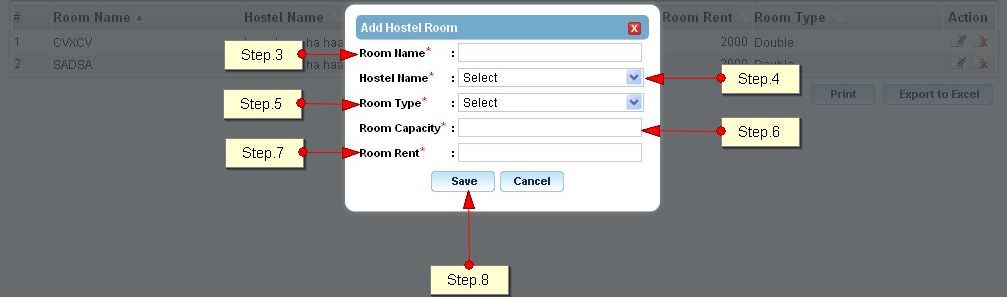 # Room Name Hostel Name Room Rent Room Type Action
Add Hostel Room X
1 CVXCV ha haa 2000 Double
Step.3 Room Name* :
2 SADSA ha haa 2000 Double
Hostel Name* : Select Step.4
Step.5 Room Type* : Select
Print Export to Excel
Room Capacity* : Step.6
Step.7 Room Rent* :
Save Cancel
Step.8